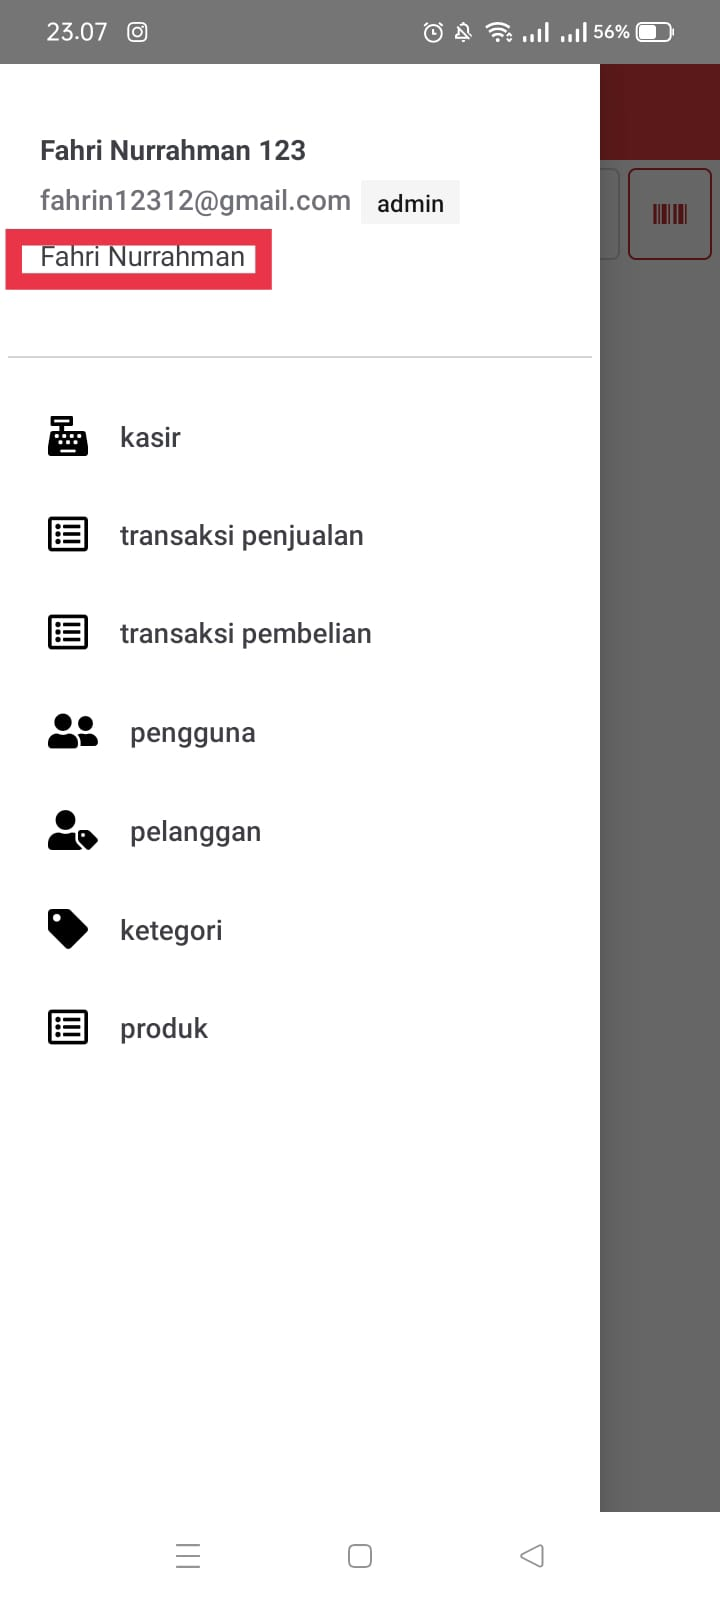 23.07 56%
Fahri Nurrahman 123
fahrin12312@gmail.com admin
Fahri Nurrahman
kasir
transaksi penjualan
transaksi pembelian
pengguna
pelanggan
ketegori
produk